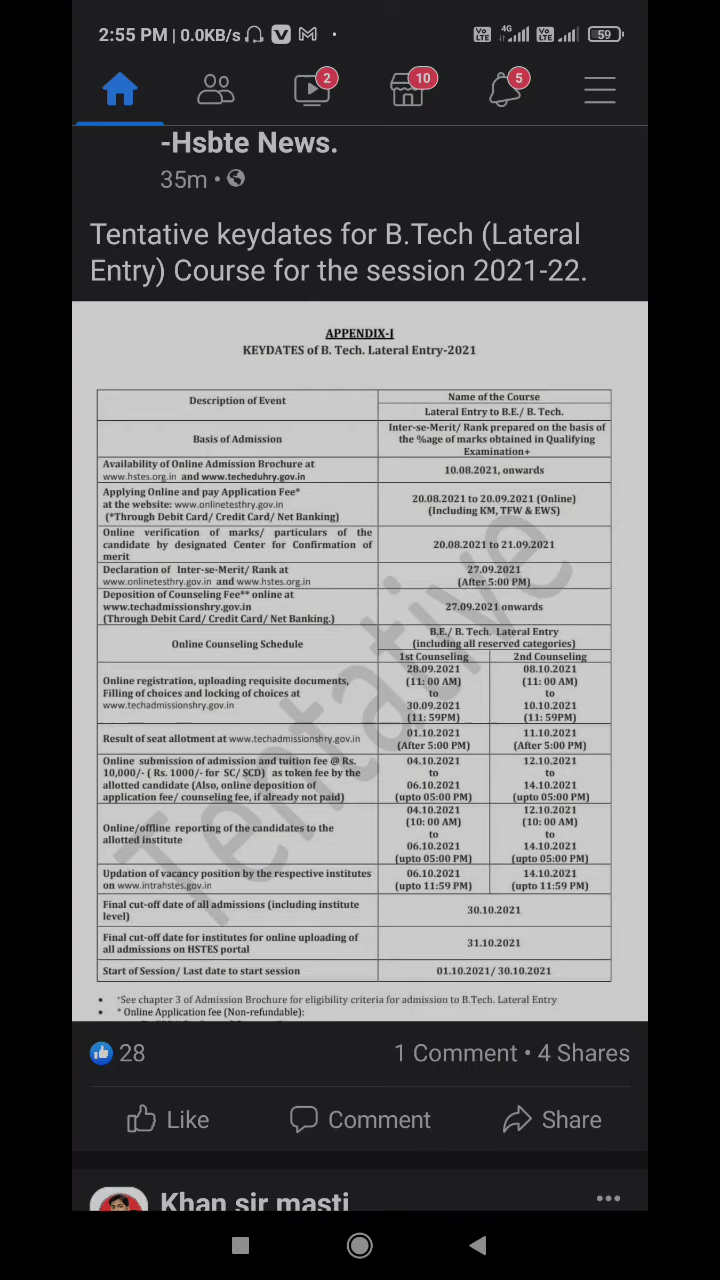 2:55 PM | 0.0KB/s
Vo LTE 4G Vo LTE 59
2 10 5
-Hsbte News.
35m •
Tentative keydates for B.Tech (Lateral
Entry) Course for the session 2021-22.
APPENDIX-I
KEYDATES of B. Tech. Lateral Entry-2021
Description of Event
Name of the Course
Lateral Entry to B.E./ B. Tech.
Basis of Admission
Inter-se-Merit/ Rank prepared on the basis of
the %age of marks obtained in Qualifying
Examination+
Availability of Online Admission Brochure at
www.hstes.org.in and www.techeduhry.gov.in
10.08.2021, onwards
Applying Online and pay Application Fee*
at the website: www.onlinetesthry.gov.in
(*Through Debit Card/ Credit Card/ Net Banking)
20.08.2021 to 20.09.2021 (Online)
(Including KM, TFW & EWS)
Online verification of marks/ particulars of the
candidate by designated Center for Confirmation of
merit
20.08.2021 to 21.09.2021
Declaration of Inter-se-Merit/ Rank at
www.onlinetesthry.gov.in and www.hstes.org.in
27.09.2021
(After 5:00 PM)
Deposition of Counseling Fee** online at
www.techadmissionshry.gov.in
(Through Debit Card/ Credit Card/ Net Banking.)
27.09.2021 onwards
Online Counseling Schedule
B.E./ B. Tech. Lateral Entry
(including all reserved categories)
1st Counseling 2nd Counseling
Online registration, uploading requisite documents,
Filling of choices and locking of choices at
www.techadmissionshry.gov.in
28.09.2021
(11: 00 AM)
to
30.09.2021
(11: 59PM)
08.10.2021
(11: 00 AM)
to
10.10.2021
(11: 59PM)
Result of seat allotment at www.techadmissionshry.gov.in
01.10.2021
(After 5:00 PM)
11.10.2021
(After 5:00 PM)
Online submission of admission and tuition fee @ Rs.
10,000/- ( Rs. 1000/- for SC/ SCD) as token fee by the
allotted candidate (Also, online deposition of
application fee/ counseling fee, if already not paid)
04.10.2021
to
06.10.2021
(upto 05:00 PM)
12.10.2021
to
14.10.2021
(upto 05:00 PM)
Online/offline reporting of the candidates to the
allotted institute
04.10.2021
(10: 00 AM)
to
06.10.2021
(upto 05:00 PM)
12.10.2021
(10: 00 AM)
to
14.10.2021
(upto 05:00 PM)
Updation of vacancy position by the respective institutes
on www.intrahstes.gov.in
06.10.2021
(upto 11:59 PM)
14.10.2021
(upto 11:59 PM)
Final cut-off date of all admissions (including institute
level)
30.10.2021
Final cut-off date for institutes for online uploading of
all admissions on HSTES portal
31.10.2021
Start of Session/ Last date to start session
01.10.2021/ 30.10.2021
Tentative
• +See chapter 3 of Admission Brochure for eligibility criteria for admission to B.Tech. Lateral Entry
• * Online Application fee (Non-refundable):
28
1 Comment • 4 Shares
Like Comment Share
Khan sir masti